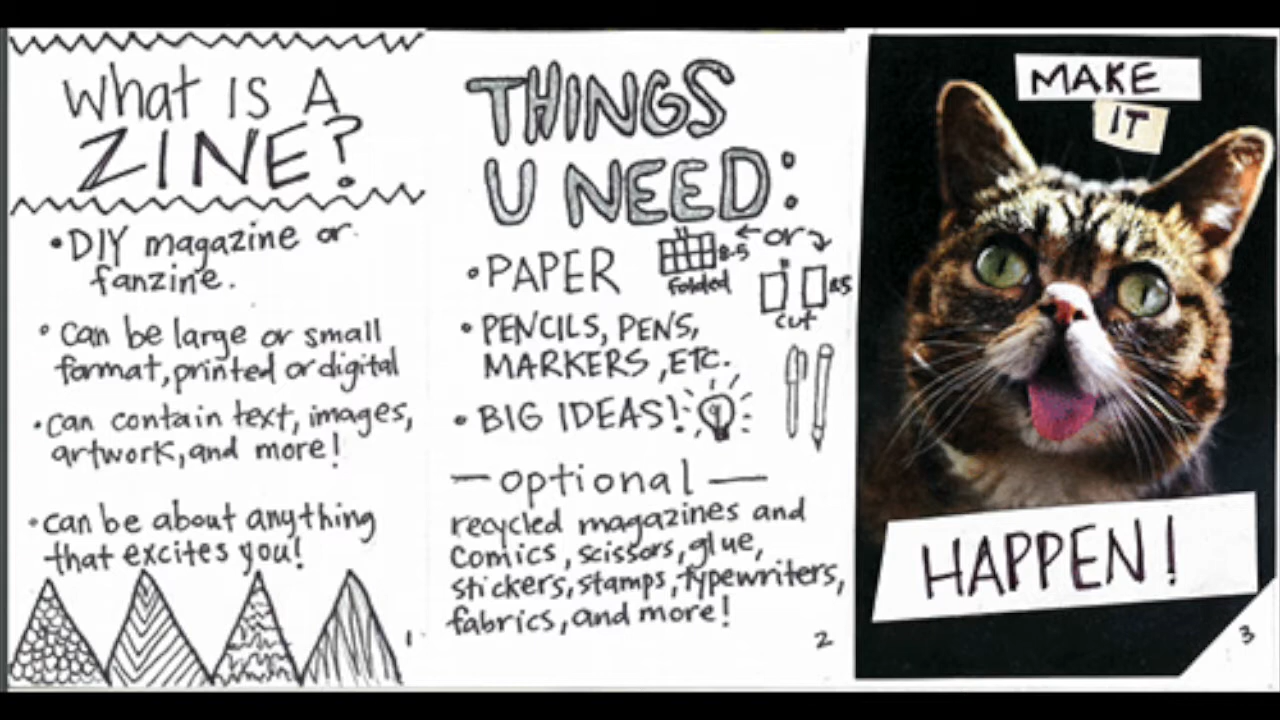 What IS A
ZINE?
•DIY magazine or
fanzine.
•Can be large or small
format, printed or digital
•can contain text, images,
artwork, and more!
•can be about anything
that excites you!
1
THINGS
U NEED:
•PAPER
8.5
folded
or
8.5
cut
•PENCILS, PENS,
MARKERS, ETC.
•BIG IDEAS!
—optional—
recycled magazines and
comics, scissors, glue,
stickers, stamps, typewriters,
fabrics, and more!
2
MAKE
IT
HAPPEN!
3